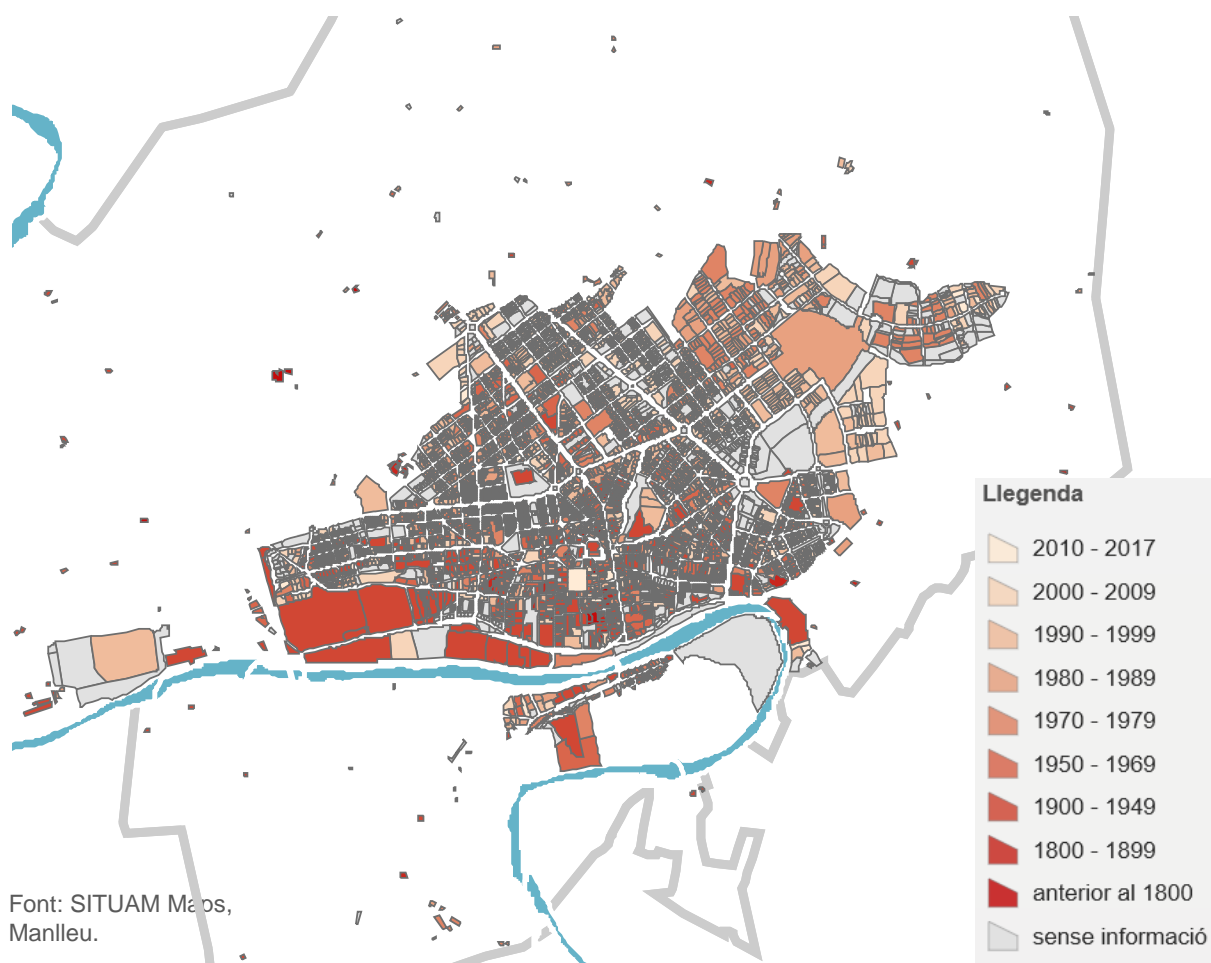 Llegenda
2010 - 2017
2000 - 2009
1990 - 1999
1980 - 1989
1970 - 1979
1950 - 1969
1900 - 1949
1800 - 1899
anterior al 1800
sense informació
Font: SITUAM Maps,
Manlleu.